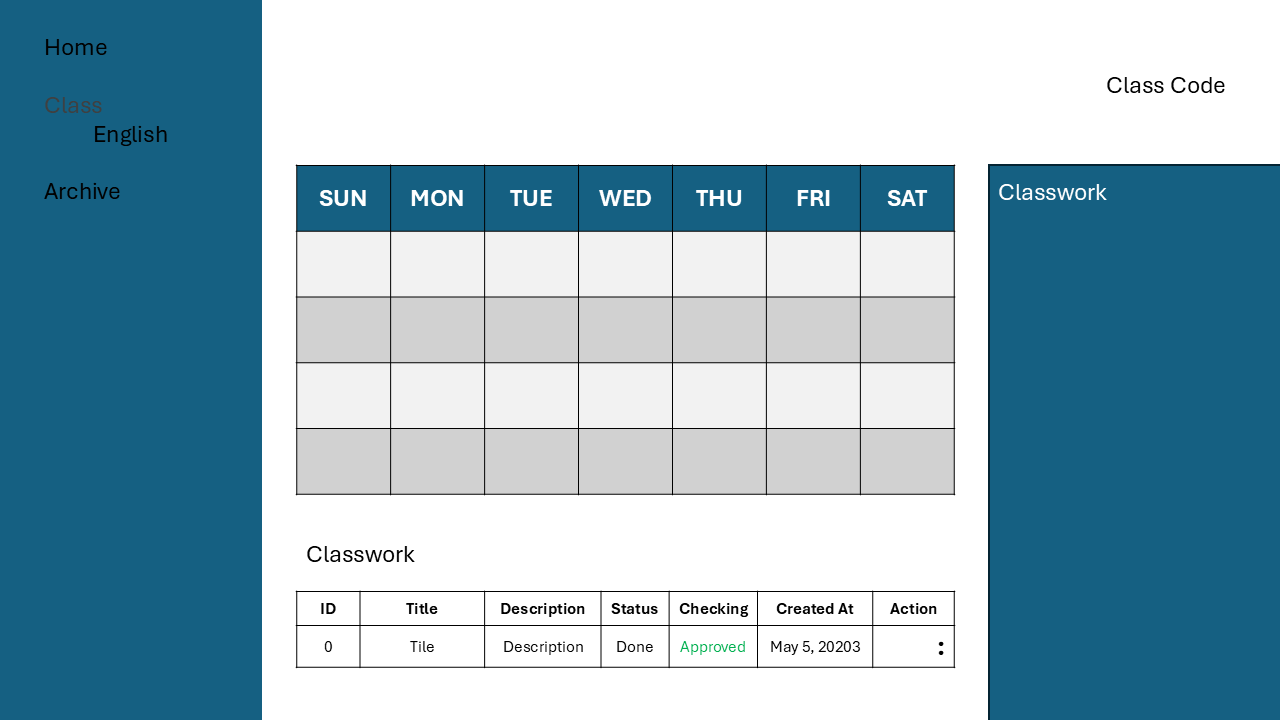 Home
Class
English
Archive
Class Code
SUN MON TUE WED THU FRI SAT
Classwork
Classwork
ID Title Description Status Checking Created At Action
0 Tile Description Done Approved May 5, 20203 :